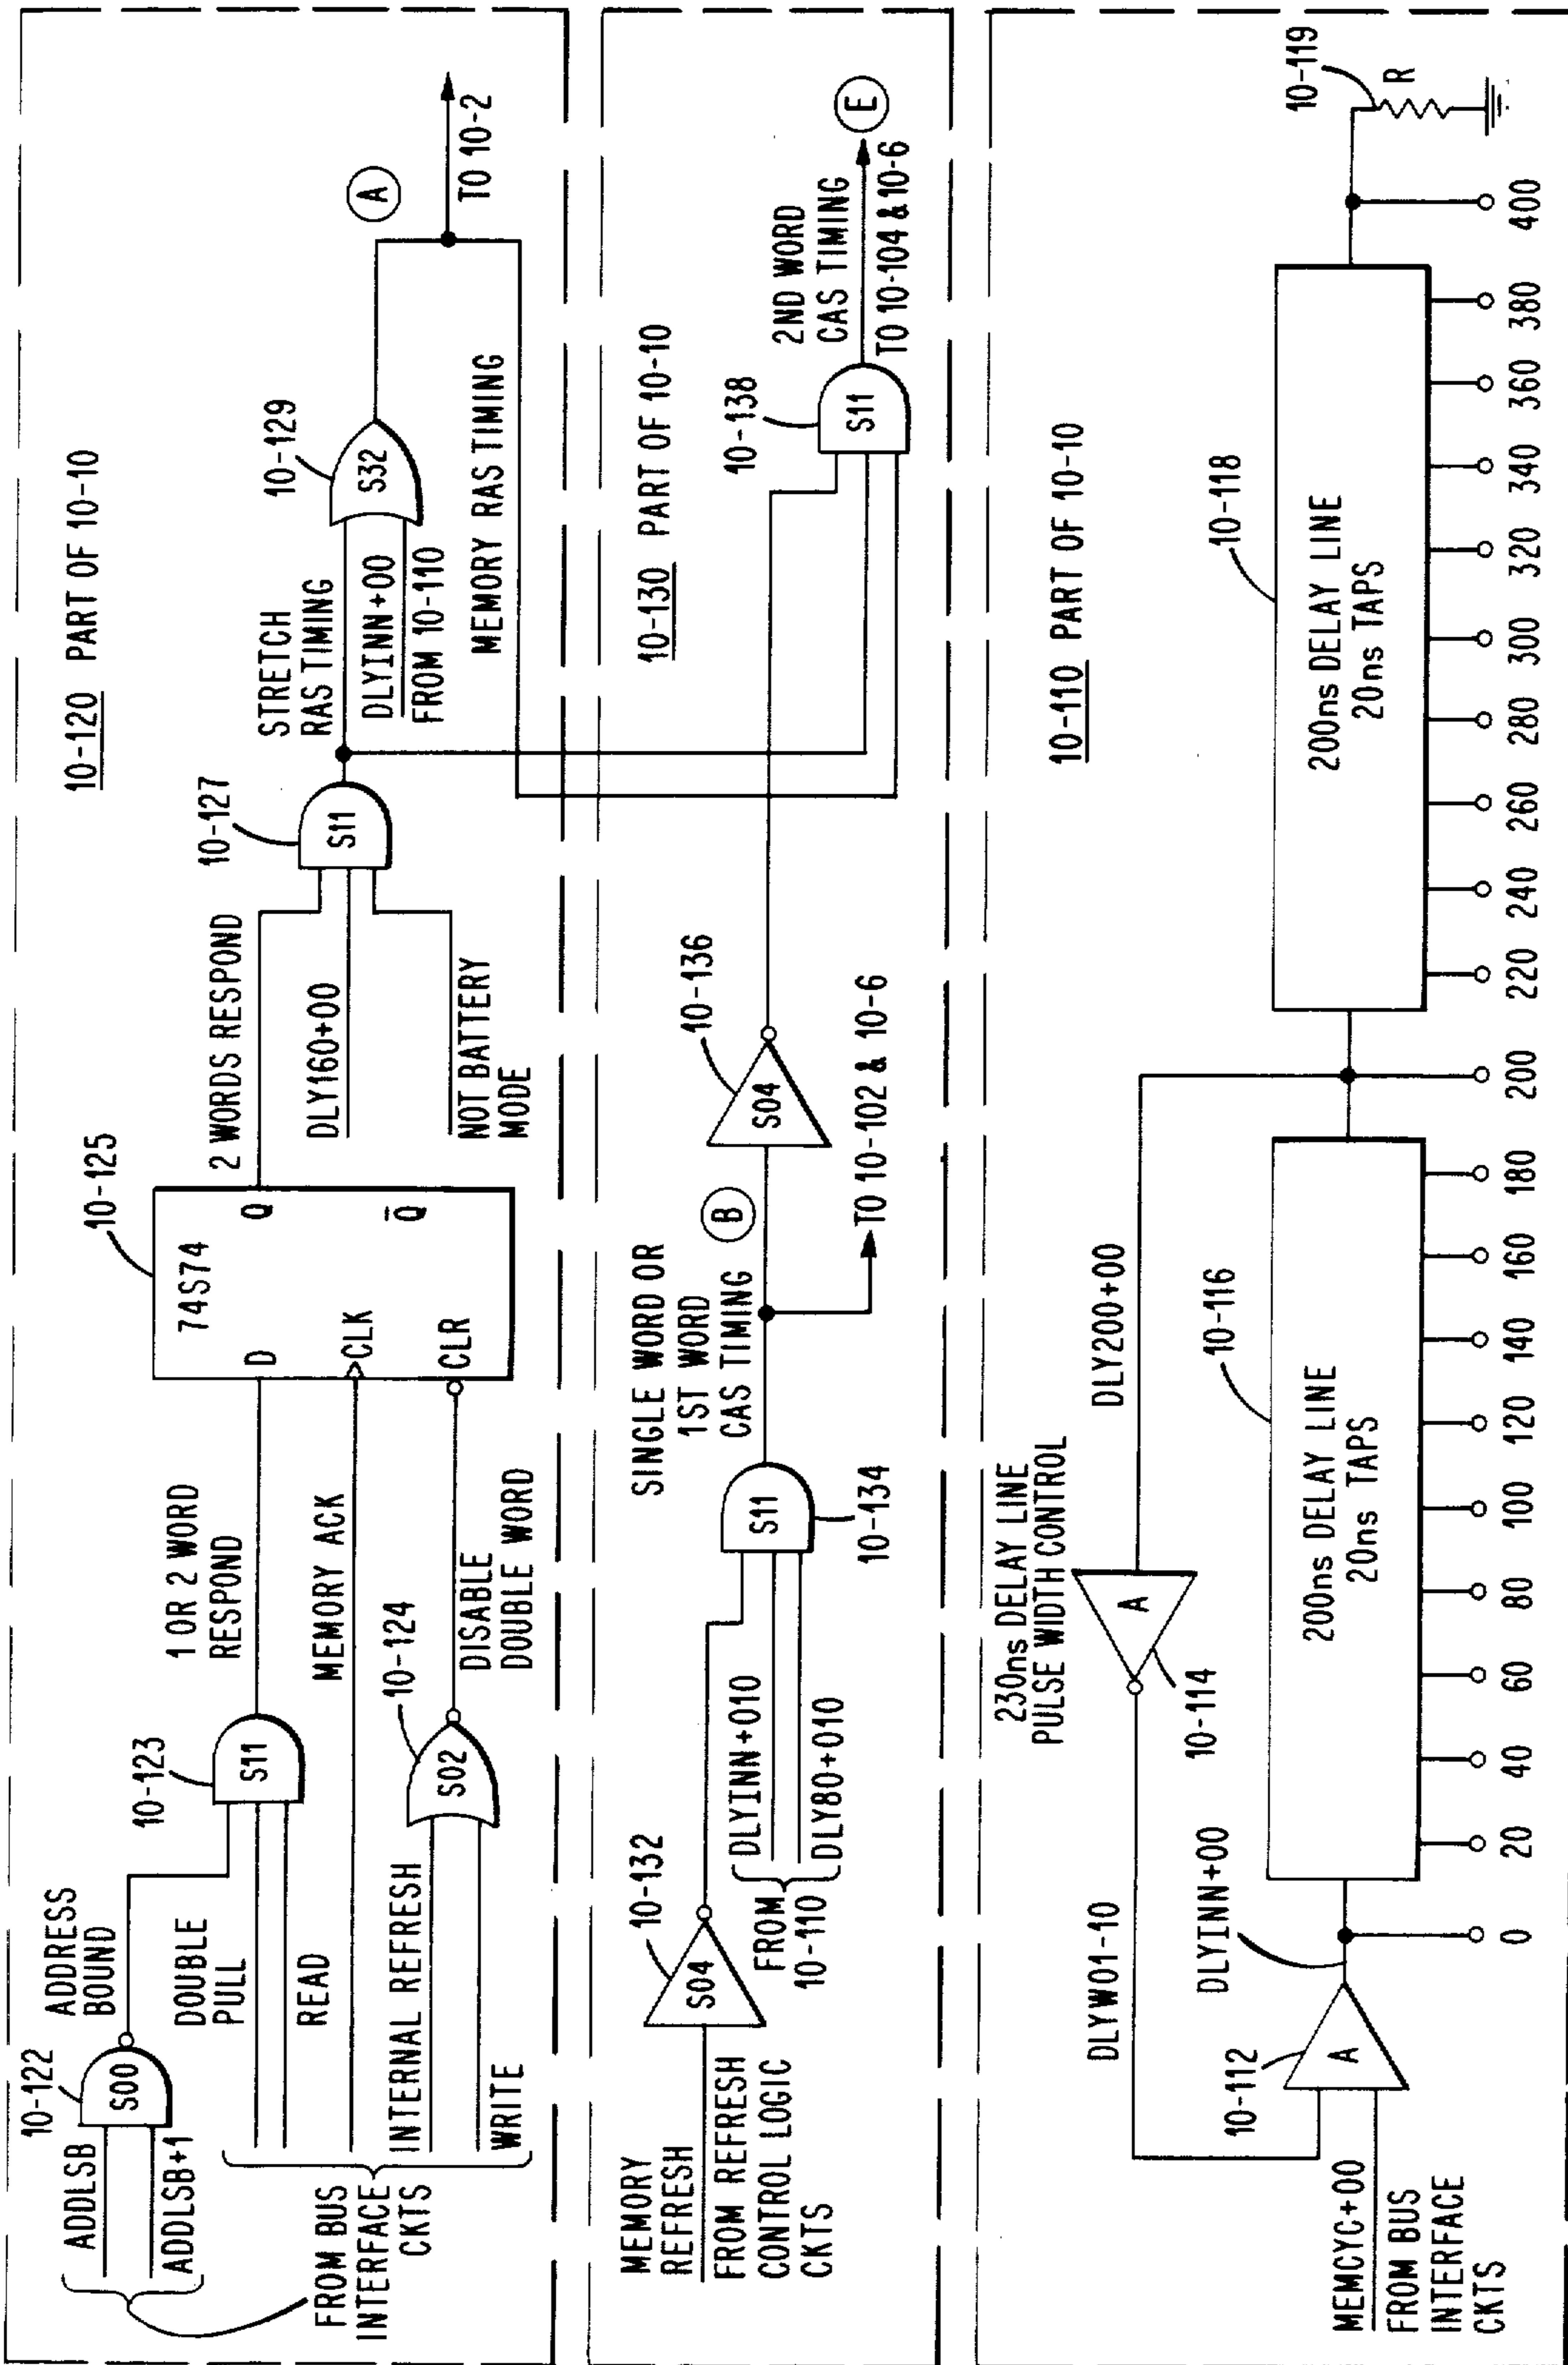 10-120 PART OF 10-10
10-122
ADDLSB
ADDLSB+1
S00
ADDRESS
BOUND
DOUBLE
PULL
READ
10-123
S11
1 OR 2 WORD
RESPOND
MEMORY ACK
10-124
INTERNAL REFRESH
WRITE
S02
DISABLE
DOUBLE WORD
FROM BUS
INTERFACE
CKTS
10-125
74S74
D
Q
CLK
CLR
Q̄
2 WORDS RESPOND
DLY160+00
NOT BATTERY
MODE
10-127
S11
STRETCH
RAS TIMING
DLYINN+00
FROM 10-110
10-129
S32
MEMORY RAS TIMING
A
TO 10-2
10-130 PART OF 10-10
MEMORY
REFRESH
FROM REFRESH
CONTROL LOGIC
CKTS
10-132
S04
DLYINN+010
DLY80+010
FROM
10-110
S11
10-134
SINGLE WORD OR
1ST WORD
CAS TIMING
B
TO 10-102 & 10-6
10-136
S04
10-138
S11
2ND WORD
CAS TIMING
TO 10-104 & 10-6
E
10-110 PART OF 10-10
230ns DELAY LINE
PULSE WIDTH CONTROL
MEMCYC+00
FROM BUS
INTERFACE
CKTS
10-112
A
DLYW01-10
DLYINN+00
A
10-114
DLY200+00
10-116
200ns DELAY LINE
20ns TAPS
10-118
200ns DELAY LINE
20ns TAPS
10-119
R
0 20 40 60 80 100 120 140 160 180 200 220 240 260 280 300 320 340 360 380 400